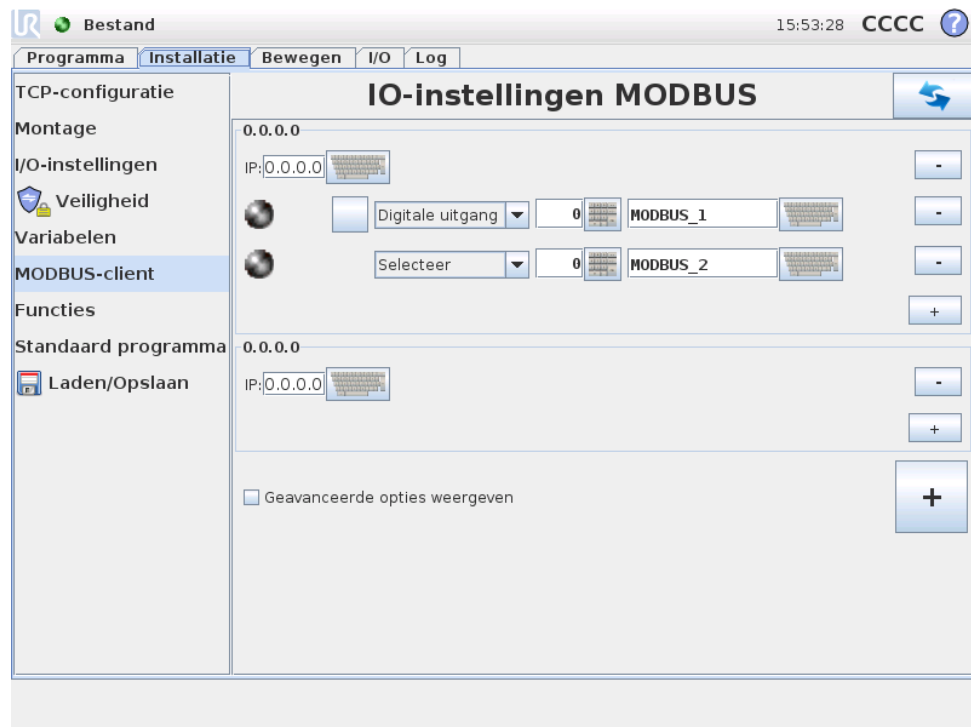 UR Bestand 15:53:28 CCCC ?
Programma Installatie Bewegen I/O Log
TCP-configuratie
Montage
I/O-instellingen
Veiligheid
Variabelen
MODBUS-client
Functies
Standaard programma
Laden/Opslaan
IO-instellingen MODBUS
0.0.0.0
IP: 0.0.0.0 -
Digitale uitgang 0 MODBUS_1 -
Selecteer 0 MODBUS_2 -
+
0.0.0.0
IP: 0.0.0.0 -
+
Geavanceerde opties weergeven +